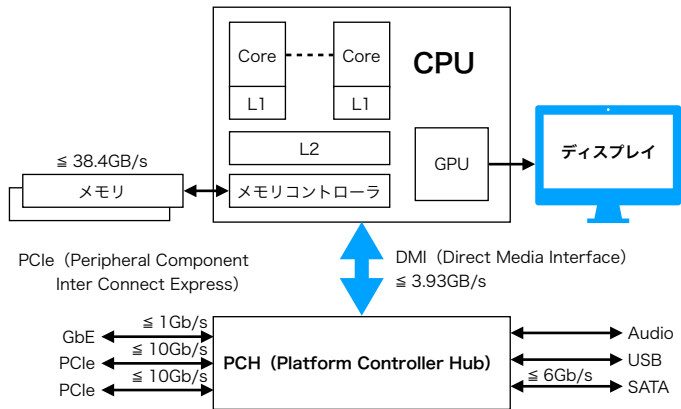 Core
Core
CPU
L1
L1
L2
GPU
ディスプレイ
≦ 38.4GB/s
メモリ
メモリコントローラ
PCIe（Peripheral Component
Inter Connect Express）
DMI（Direct Media Interface）
≦ 3.93GB/s
≦ 1Gb/s
GbE
≦ 10Gb/s
PCIe
≦ 10Gb/s
PCIe
PCH（Platform Controller Hub）
Audio
USB
≦ 6Gb/s
SATA